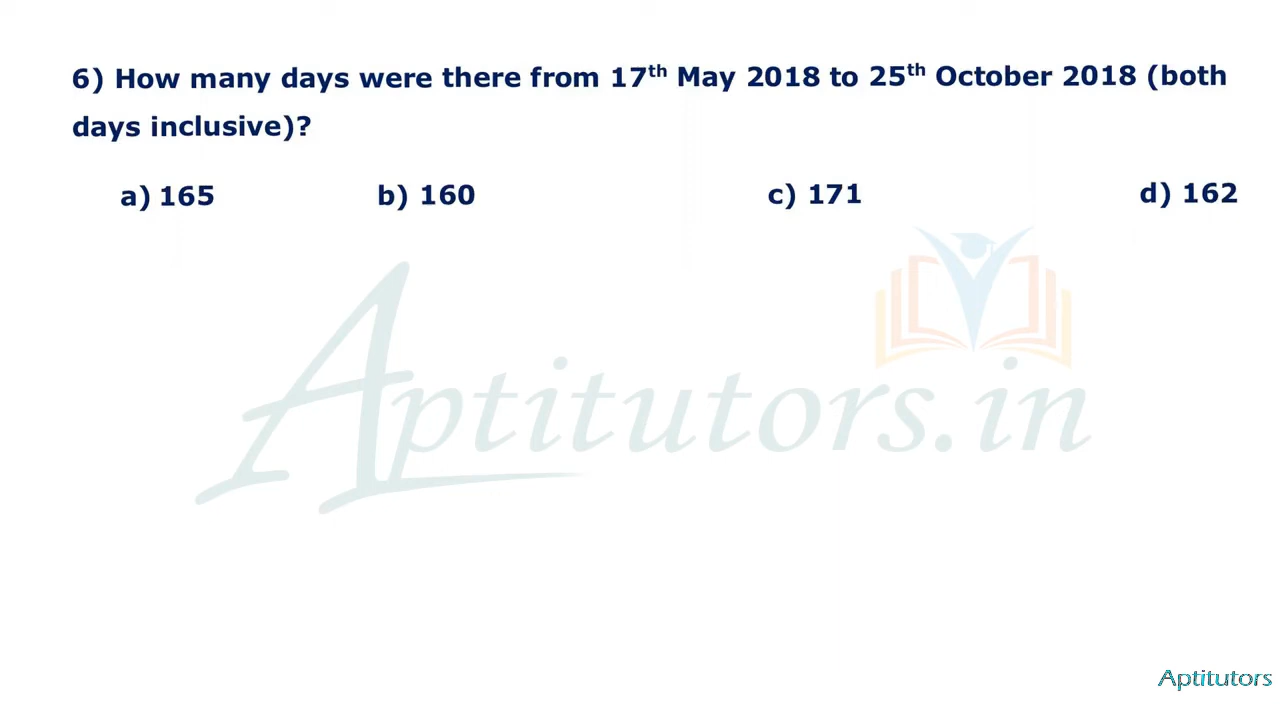 6) How many days were there from 17th May 2018 to 25th October 2018 (both
days inclusive)?
a) 165 b) 160 c) 171 d) 162
Aptitutors.in
Aptitutors